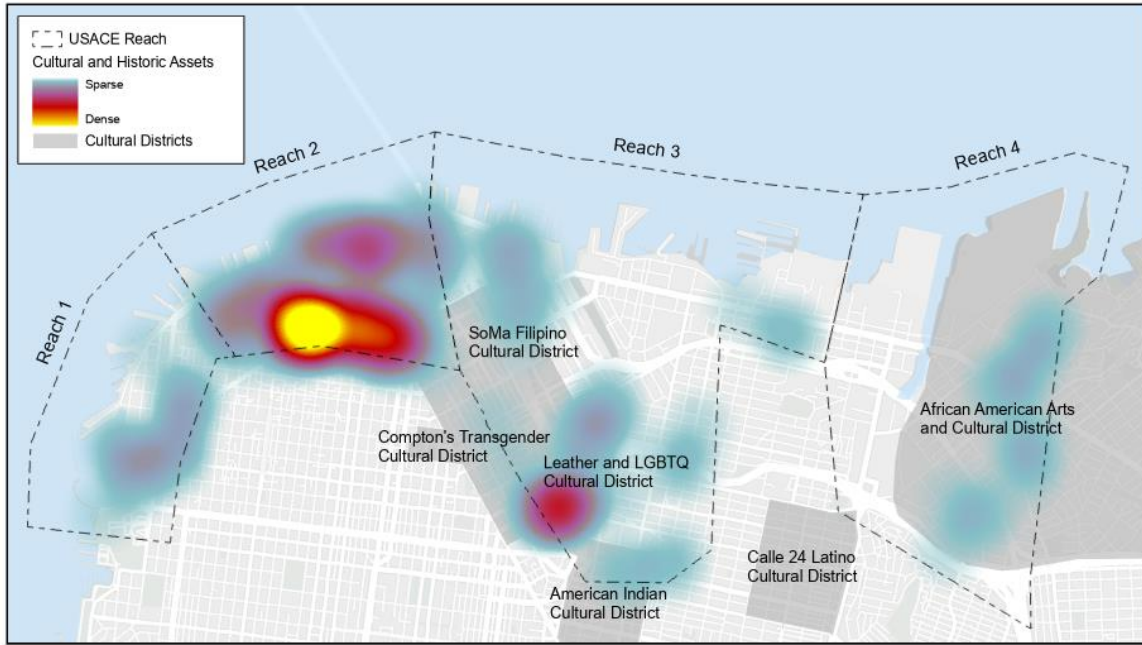 USACE Reach
Cultural and Historic Assets
Sparse
Dense
Cultural Districts
Reach 1
Reach 2
Reach 3
Reach 4
SoMa Filipino
Cultural District
Compton's Transgender
Cultural District
Leather and LGBTQ
Cultural District
African American Arts
and Cultural District
Calle 24 Latino
Cultural District
American Indian
Cultural District